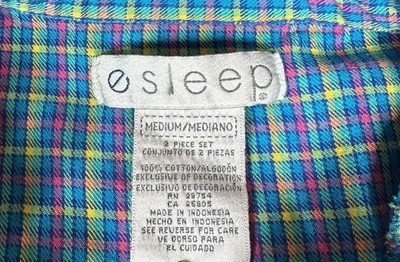 esleep®
MEDIUM/MEDIANO
2 PIECE SET
CONJUNTO DE 2 PIEZAS
100% COTTON/ALGODÓN
EXCLUSIVE OF DECORATION
EXCLUSIVO DE DECORACIÓN
RN 29754
CA 25805
MADE IN INDONESIA
HECHO EN INDONESIA
SEE REVERSE FOR CARE
VE DORSO PARA
EL CUIDADO